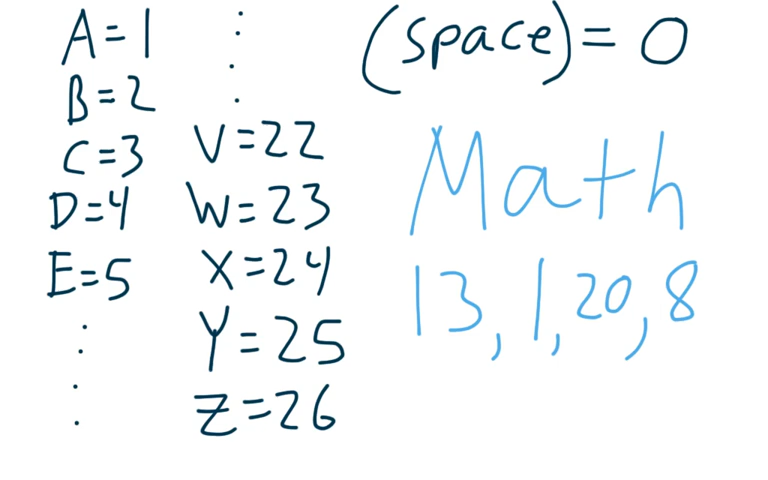 A=1
B=2
C=3
D=4
E=5
V=22
W=23
X=24
Y=25
Z=26
(space)=0
Math
13,1,20,8